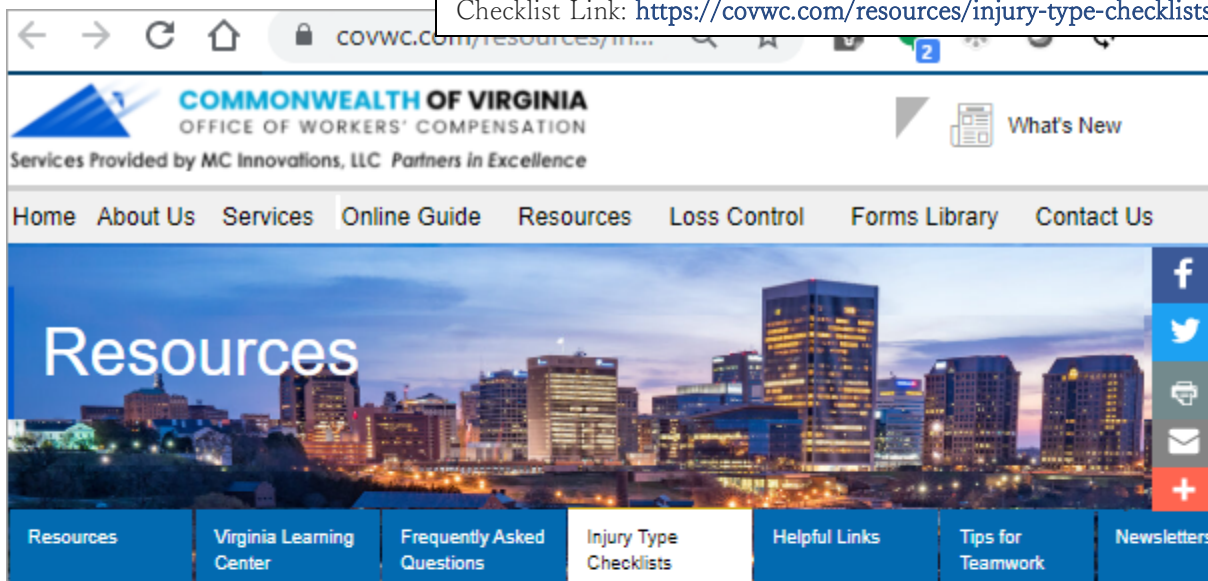 Checklist Link: https://covwc.com/resources/injury-type-checklists
covwc.com/resources/in...
2
COMMONWEALTH OF VIRGINIA
OFFICE OF WORKERS' COMPENSATION
Services Provided by MC Innovations, LLC Partners in Excellence
What's New
Home About Us Services Online Guide Resources Loss Control Forms Library Contact Us
Resources
Resources
Virginia Learning
Center
Frequently Asked
Questions
Injury Type
Checklists
Helpful Links
Tips for
Teamwork
Newsletters